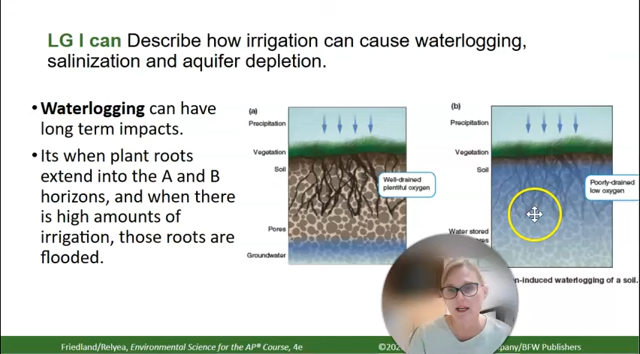 LG I can Describe how irrigation can cause waterlogging,
salinization and aquifer depletion.
• Waterlogging can have
long term impacts.
• Its when plant roots
extend into the A and B
horizons, and when there
is high amounts of
irrigation, those roots are
flooded.
(a)
Precipitation
Vegetation
Soil
Well-drained
plentiful oxygen
Pores
Groundwater
(b)
Precipitation
Vegetation
Soil
Poorly-drained
low oxygen
Water stored
n-induced waterlogging of a soil.
Friedland/Relyea, Environmental Science for the AP® Course, 4e
©202
pany/BFW Publishers